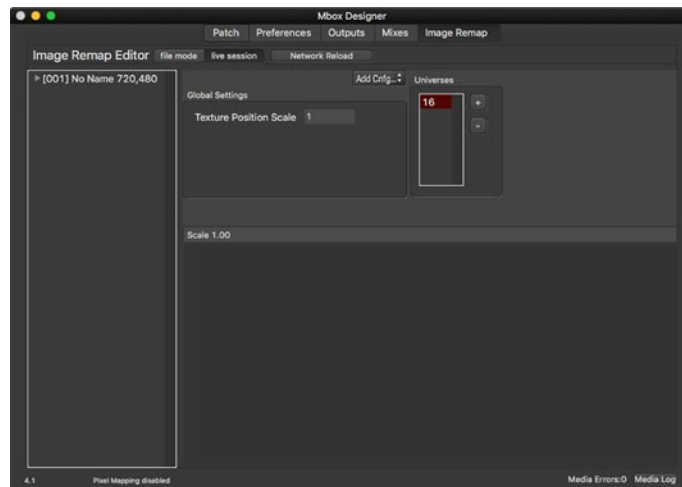 Mbox Designer
Patch Preferences Outputs Mixes Image Remap
Image Remap Editor file mode live session Network Reload
[001] No Name 720,480
Add Cnfg...
Universes
Global Settings
16 +
Texture Position Scale 1
-
Scale 1.00
4.1 Pixel Mapping disabled Media Errors:0 Media Log